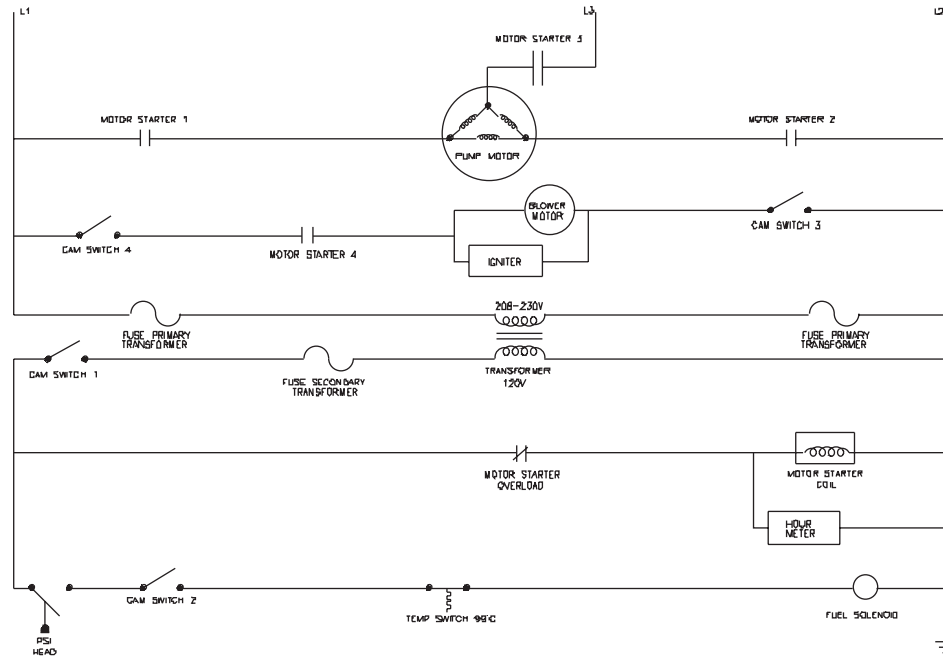 L1
L3
L2
MOTOR STARTER 3
MOTOR STARTER 1
MOTOR STARTER 2
PUMP MOTOR
BLOWER
MOTOR
CAM SWITCH 4
MOTOR STARTER 4
CAM SWITCH 3
IGNITER
208-230V
FUSE PRIMARY
TRANSFORMER
FUSE PRIMARY
TRANSFORMER
CAM SWITCH 1
FUSE SECONDARY
TRANSFORMER
TRANSFORMER
120V
MOTOR STARTER
OVERLOAD
MOTOR STARTER
COIL
HOUR
METER
CAM SWITCH 2
TEMP SWITCH 99°C
FUEL SOLENOID
PSI
HEAD